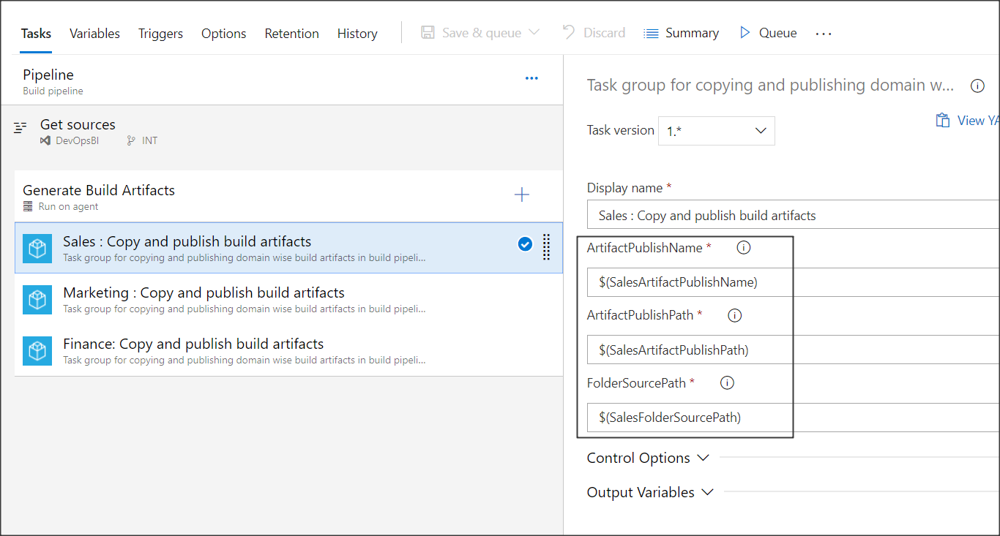 Tasks Variables Triggers Options Retention History Save & queue Discard Summary Queue ...
Pipeline
Build pipeline
Get sources
DevOpsBI INT
Generate Build Artifacts
Run on agent
Sales : Copy and publish build artifacts
Task group for copying and publishing domain wise build artifacts in build pipeli...
Marketing : Copy and publish build artifacts
Task group for copying and publishing domain wise build artifacts in build pipeli...
Finance: Copy and publish build artifacts
Task group for copying and publishing domain wise build artifacts in build pipeli...
Task group for copying and publishing domain w...
View YA
Task version 1.*
Display name *
Sales : Copy and publish build artifacts
ArtifactPublishName *
$(SalesArtifactPublishName)
ArtifactPublishPath *
$(SalesArtifactPublishPath)
FolderSourcePath *
$(SalesFolderSourcePath)
Control Options
Output Variables